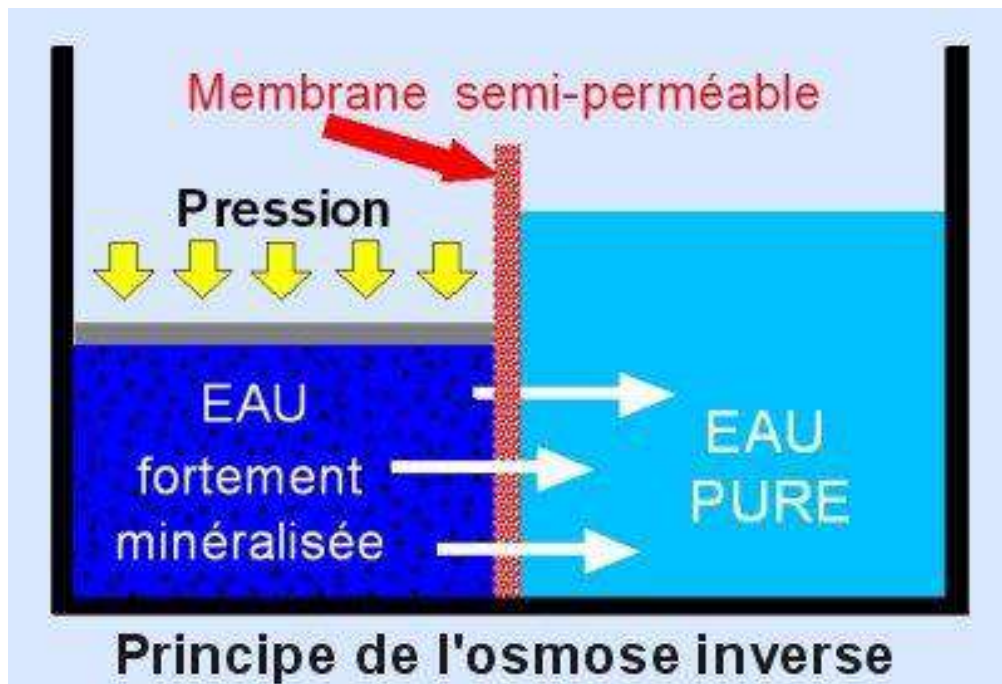 Membrane semi-perméable
Pression
EAU
fortement
minéralisée
EAU
PURE
Principe de l'osmose inverse